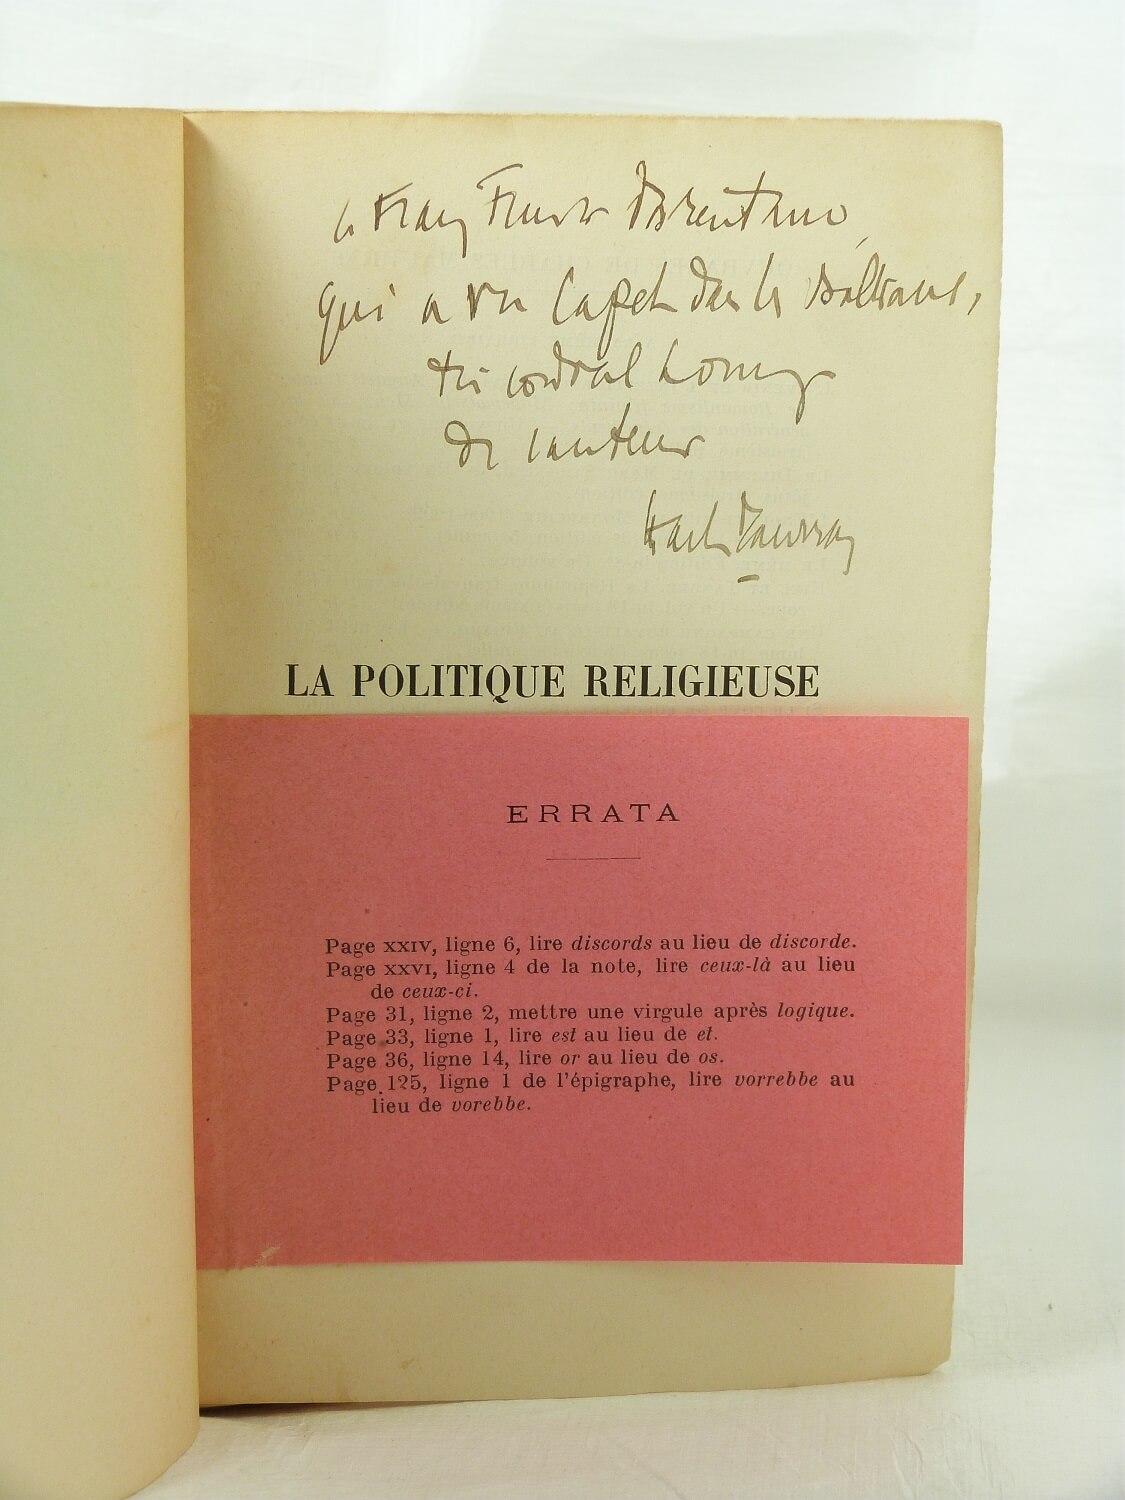 à Frantz Funck Brentano,
qui a vu Capet dans les Balkans,
très cordial hommage
de l'auteur
Charles Maurras
LA POLITIQUE RELIGIEUSE
ERRATA
Page XXIV, ligne 6, lire discords au lieu de discorde.
Page XXVI, ligne 4 de la note, lire ceux-là au lieu
de ceux-ci.
Page 31, ligne 2, mettre une virgule après logique.
Page 33, ligne 1, lire est au lieu de et.
Page 36, ligne 14, lire or au lieu de os.
Page 125, ligne 1 de l'épigraphe, lire vorrebbe au
lieu de vorebbe.